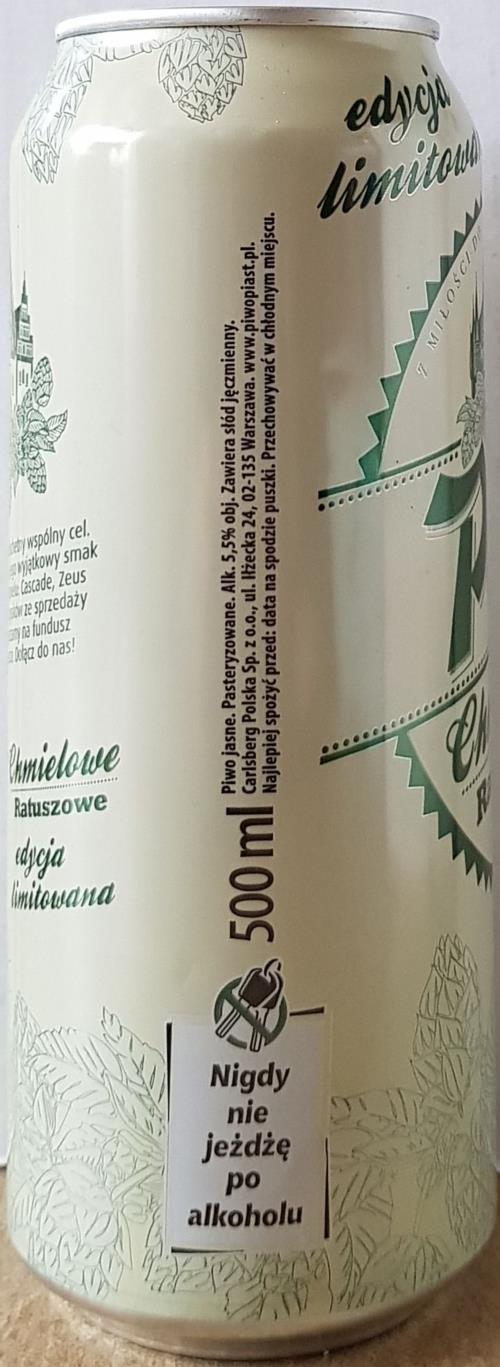 edycja
Z MIŁOŚCI
wspólny cel.
wyjątkowy smak
Cascade, Zeus
ze sprzedaży
na fundusz
Dołącz do nas!
Chmielowe
Ratuszowe
edycja
limitowana
Piwo jasne. Pasteryzowane. Alk. 5,5% obj. Zawiera słód jęczmienny.
Carlsberg Polska Sp. z o.o., ul. Iłżecka 24, 02-135 Warszawa. www.piwopiast.pl.
Najlepiej spożyć przed: data na spodzie puszki. Przechowywać w chłodnym miejscu.
500 ml
Nigdy
nie
jeżdżę
po
alkoholu